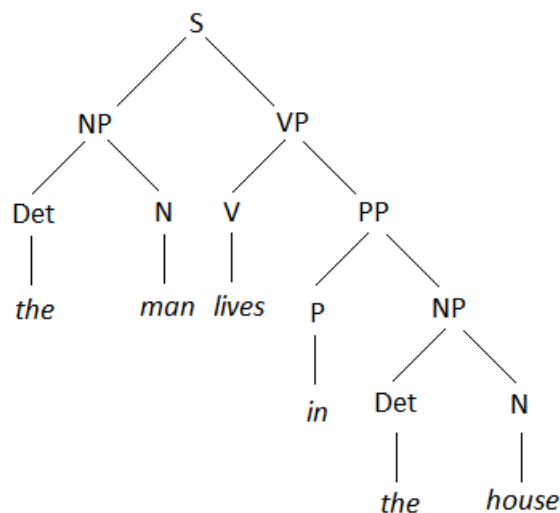 S
NP VP
Det N V PP
the man lives P NP
in Det N
the house